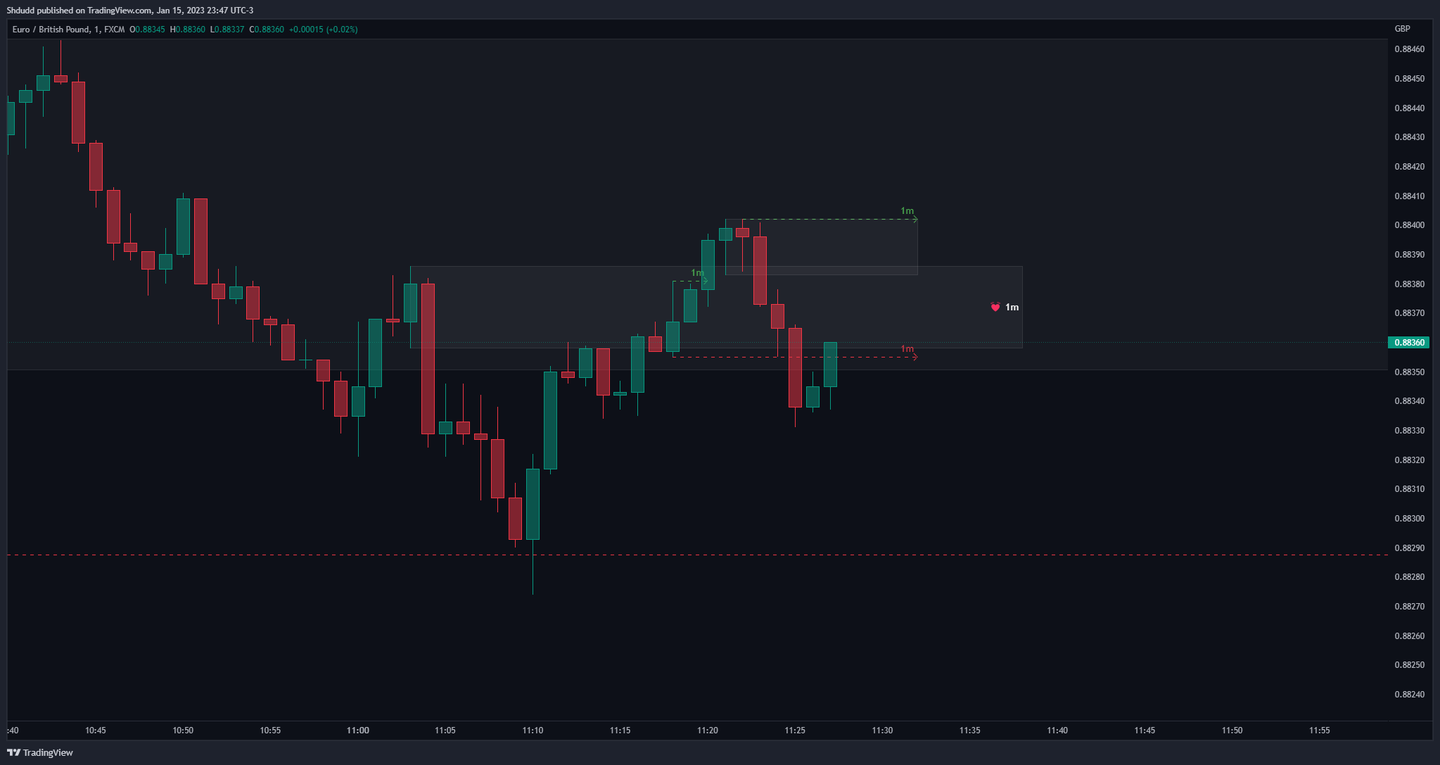 Shdudd published on TradingView.com, Jan 15, 2023 23:47 UTC-3
Euro / British Pound, 1, FXCM O0.88345 H0.88360 L0.88337 C0.88360 +0.00015 (+0.02%)
GBP
0.88460
0.88450
0.88440
0.88430
0.88420
0.88410
1m
0.88400
0.88390
1m
0.88380
1m
0.88370
0.88360
1m
0.88350
0.88340
0.88330
0.88320
0.88310
0.88300
0.88290
0.88280
0.88270
0.88260
0.88250
0.88240
:40 10:45 10:50 10:55 11:00 11:05 11:10 11:15 11:20 11:25 11:30 11:35 11:40 11:45 11:50 11:55
TradingView